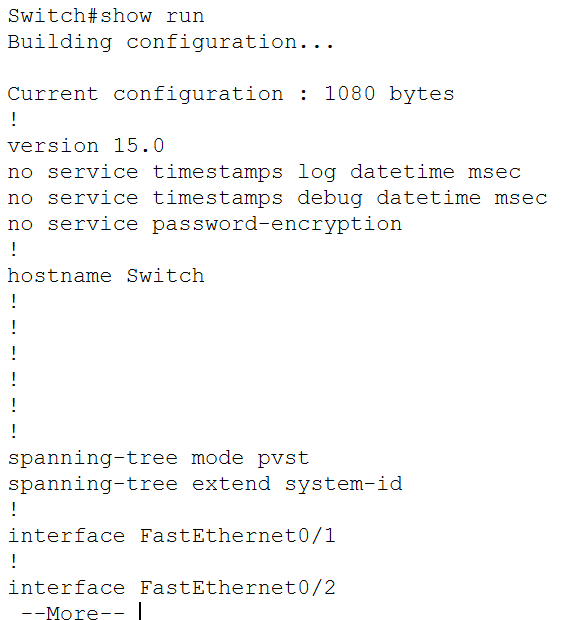 Switch#show run
Building configuration...

Current configuration : 1080 bytes
!
version 15.0
no service timestamps log datetime msec
no service timestamps debug datetime msec
no service password-encryption
!
hostname Switch
!
!
!
!
!
!
spanning-tree mode pvst
spanning-tree extend system-id
!
interface FastEthernet0/1
!
interface FastEthernet0/2
 --More--